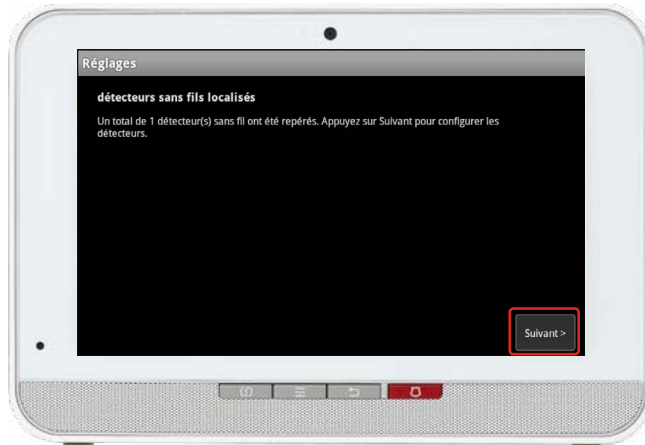 Réglages
détecteurs sans fils localisés
Un total de 1 détecteur(s) sans fil ont été repérés. Appuyez sur Suivant pour configurer les
détecteurs.
Suivant >